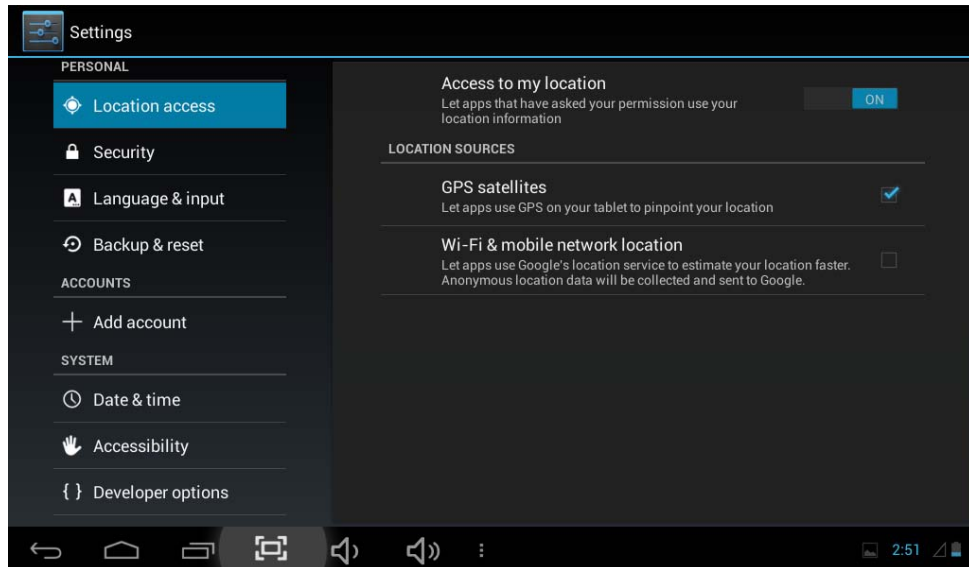 Settings
PERSONAL
Location access
Security
Language & input
Backup & reset
ACCOUNTS
Add account
SYSTEM
Date & time
Accessibility
{ } Developer options
Access to my location
Let apps that have asked your permission use your
location information
ON
LOCATION SOURCES
GPS satellites
Let apps use GPS on your tablet to pinpoint your location
Wi-Fi & mobile network location
Let apps use Google's location service to estimate your location faster.
Anonymous location data will be collected and sent to Google.
2:51